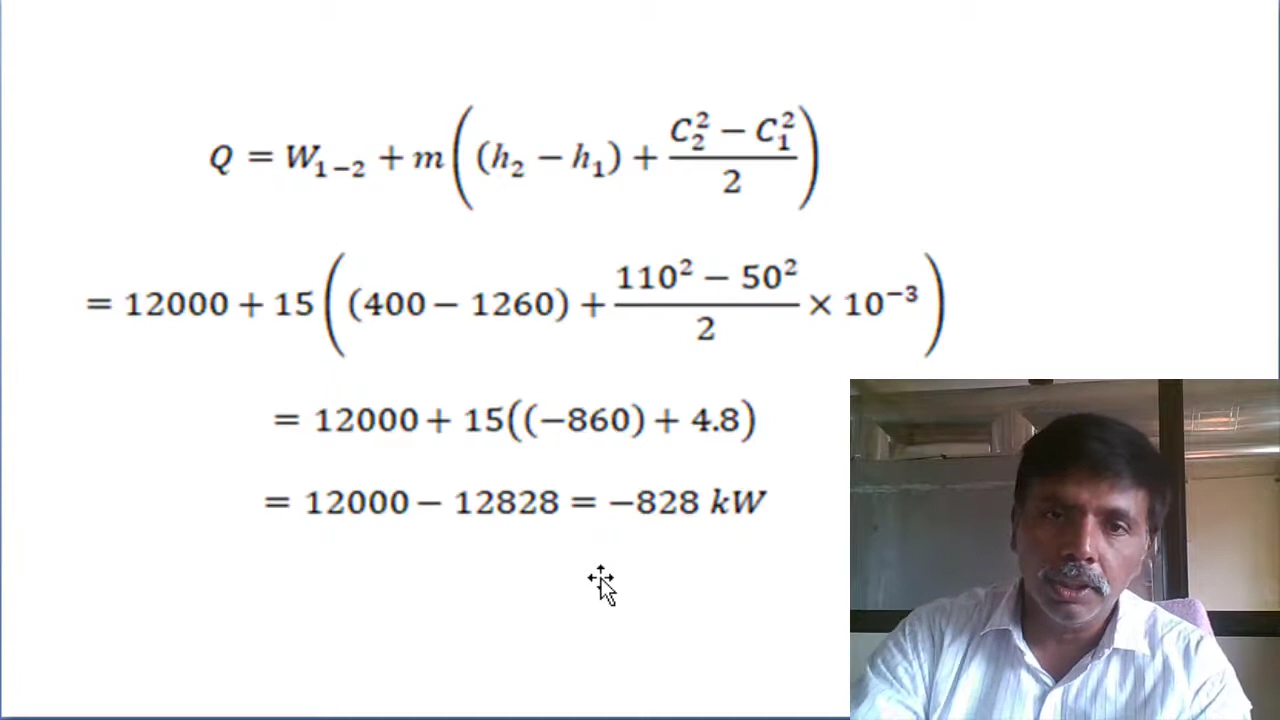 Q = W₁₋₂ + m((h₂ − h₁) + (C₂² − C₁²)/2)
= 12000 + 15((400 − 1260) + (110² − 50²)/2 × 10⁻³)
= 12000 + 15((−860) + 4.8)
= 12000 − 12828 = −828 kW